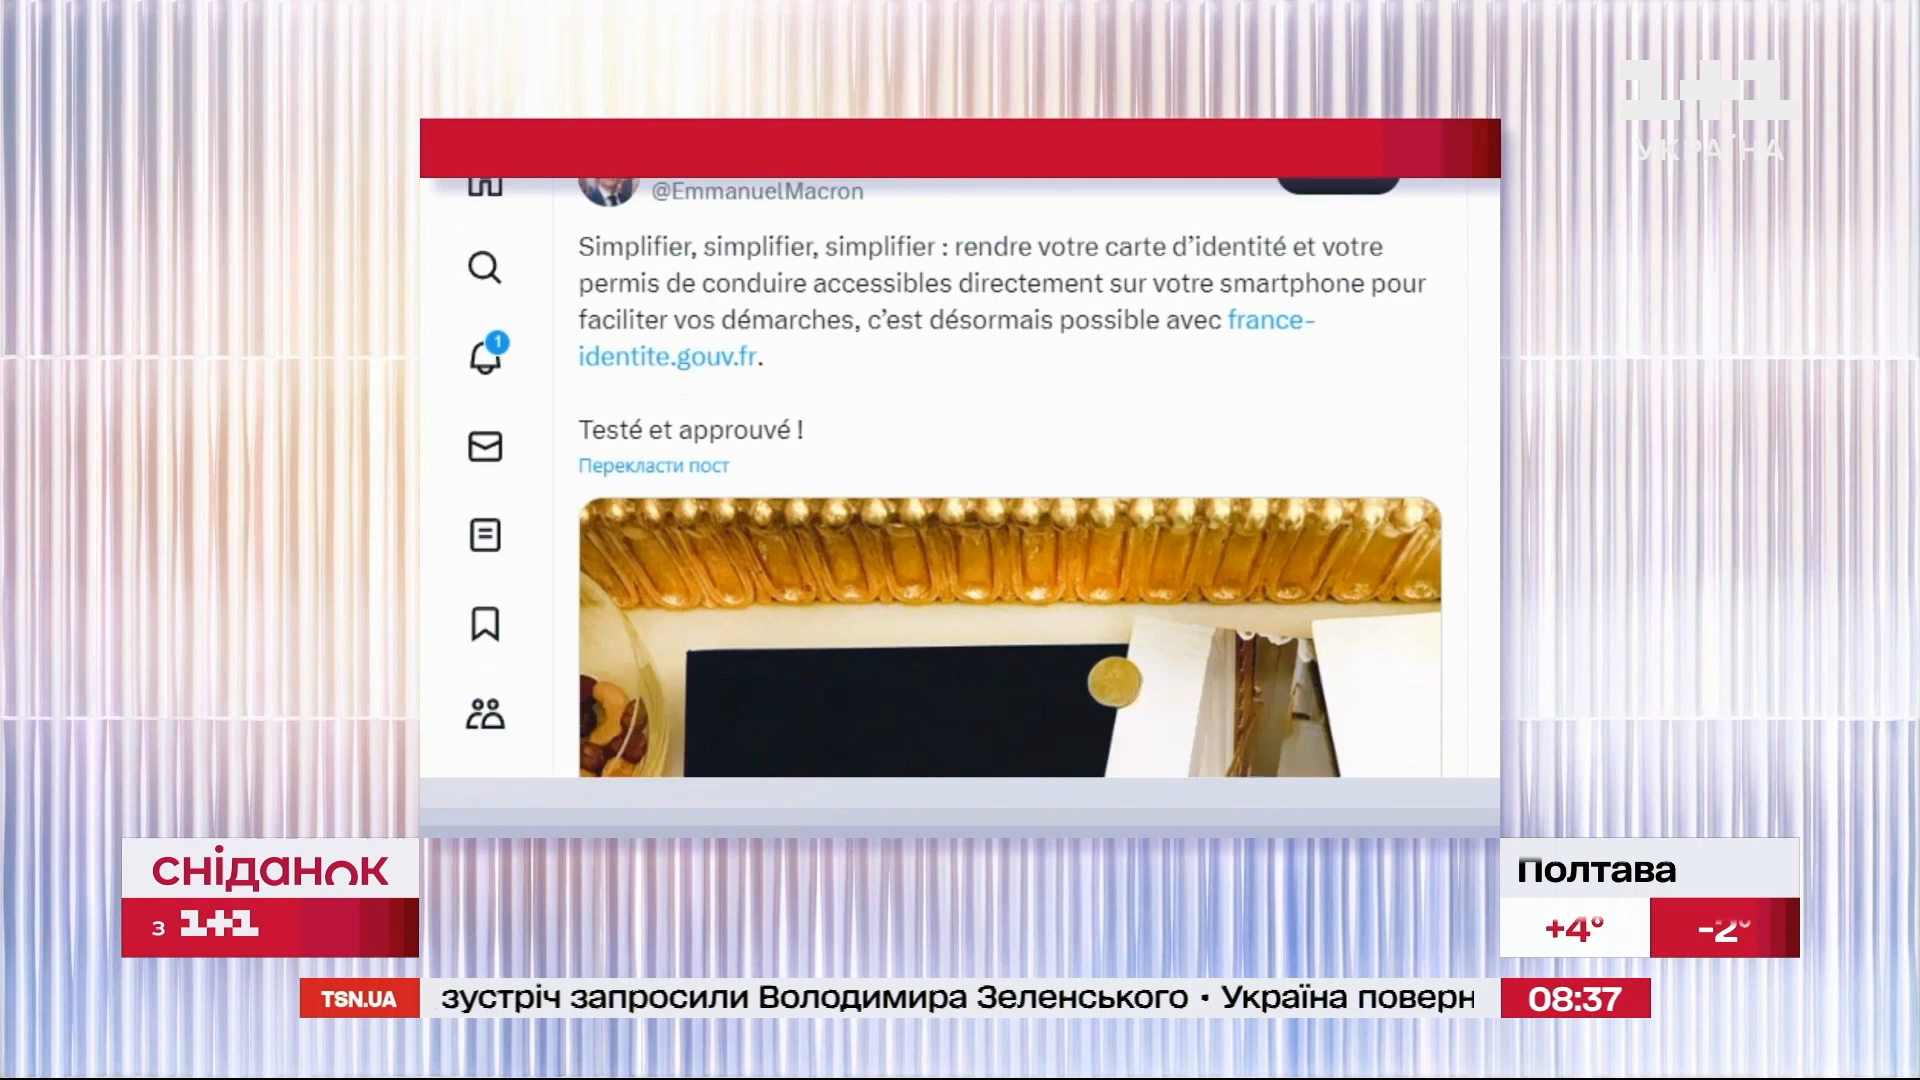 1+1
УКРАЇНА
@EmmanuelMacron
Simplifier, simplifier, simplifier : rendre votre carte d’identité et votre
permis de conduire accessibles directement sur votre smartphone pour
faciliter vos démarches, c’est désormais possible avec france-
identite.gouv.fr.
1
Testé et approuvé !
Перекласти пост
СНІДАНОК
з 1+1
Полтава
+4° -2°
TSN.UA
зустріч запросили Володимира Зеленського • Україна поверн
08:37